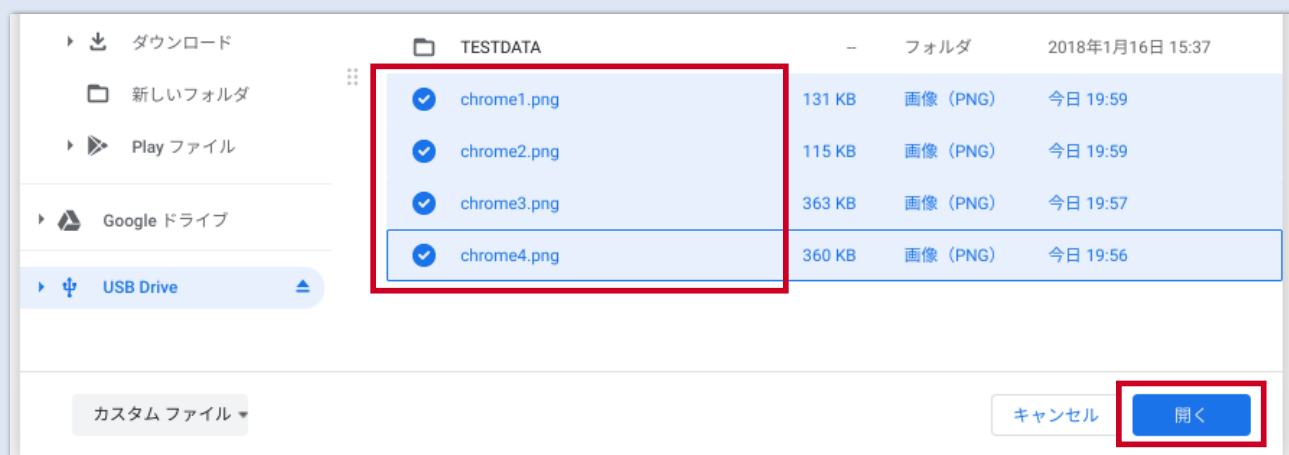 ダウンロード
新しいフォルダ
Play ファイル
Google ドライブ
USB Drive
TESTDATA -- フォルダ 2018年1月16日 15:37
chrome1.png 131 KB 画像（PNG） 今日 19:59
chrome2.png 115 KB 画像（PNG） 今日 19:59
chrome3.png 363 KB 画像（PNG） 今日 19:57
chrome4.png 360 KB 画像（PNG） 今日 19:56
カスタム ファイル
キャンセル
開く